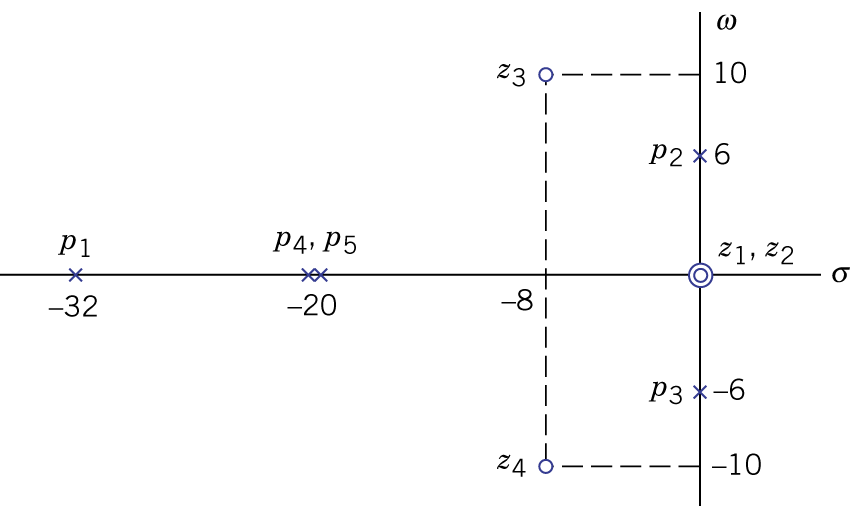 ω
z3
10
p2
6
p1
p4, p5
z1, z2
σ
–32
–20
–8
p3
–6
z4
–10